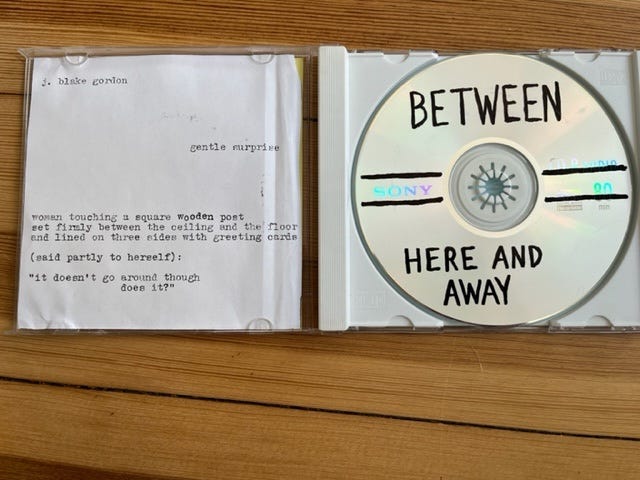 j. blake gordon
gentle surprise
woman touching a square wooden post
set firmly between the ceiling and the floor
and lined on three sides with greeting cards
(said partly to herself):
"it doesn't go around though
does it?"
BETWEEN
SONY
80
min
HERE AND
AWAY